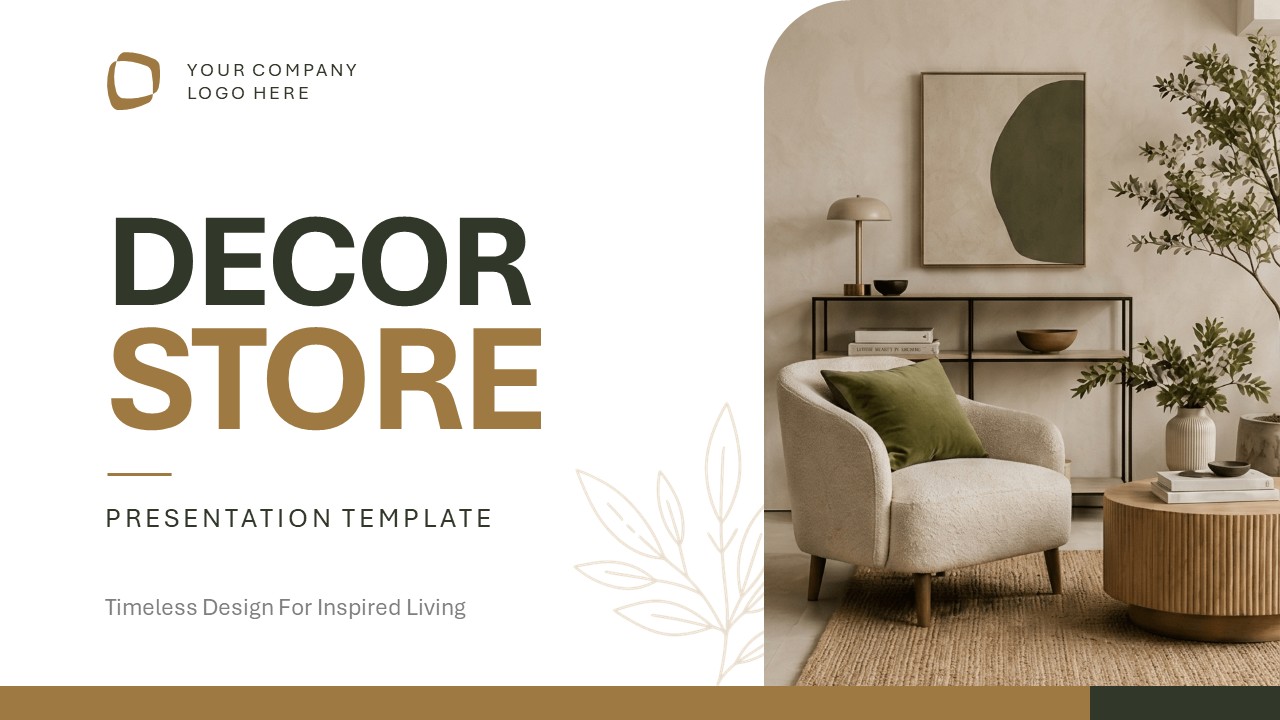 YOUR COMPANY
LOGO HERE
DECOR
STORE
PRESENTATION TEMPLATE
Timeless Design For Inspired Living